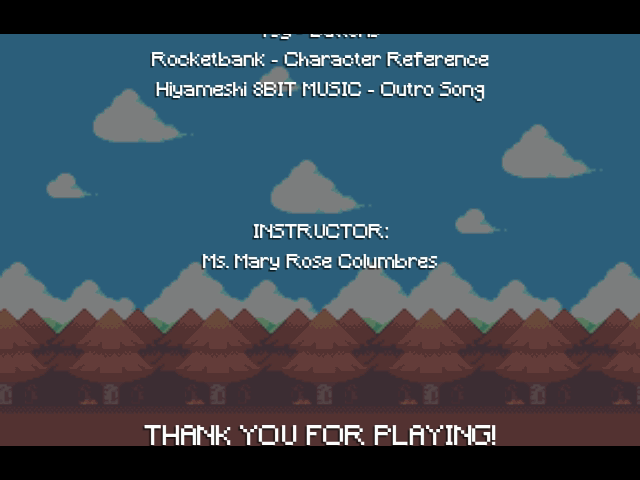 Rocketbank - Character Reference
Hiyameshi 8BIT MUSIC - Outro Song
INSTRUCTOR:
Ms. Mary Rose Columbres
THANK YOU FOR PLAYING!